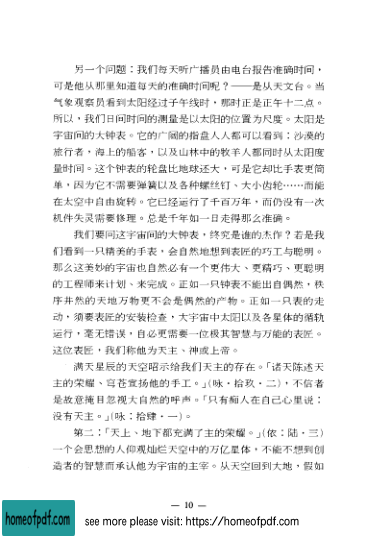 另一个问题：我们每天听广播员由电台报告准确时间，
可是他从那里知道每天的准确时间呢？——是从天文台。当
气象观察员看到太阳经过子午线时，那时正是正午十二点。
所以，我们日间时间的测量是以太阳的位置为尺度。太阳是
宇宙间的大钟表。它的广阔的指盘人人都可以看到：沙漠的
旅行者，海上的船客，以及山林中的牧羊人都同时从太阳度
量时间。这个钟表的轮盘比地球还大，可是它却比手表更简
单，因为它不需要弹簧以及各种螺丝钉、大小齿轮……而能
在太空中自由旋转。它已经运行了千百万年，而仍没有一次
机件失灵需要修理。总是千年如一日走得那么准确。
我们要问这宇宙间的大钟表，终究是谁的杰作？若是我
们看到一只精美的手表，会自然地想到表匠的巧工与聪明。
那么这美妙的宇宙也自然必有一个更伟大、更精巧、更聪明
的工程师来计划、来完成。正如一只钟表不能出自偶然，秩
序井然的天地万物更不会是偶然的产物。正如一只表的走
动，须要表匠的安装检查，大宇宙中太阳以及各星体的循轨
运行，毫无错误，自必更需要一位极其智慧与万能的表匠。
这位表匠，我们称他为天主、神或上帝。
满天星辰的天空昭示给我们天主的存在。「诸天陈述天
主的荣耀、穹苍宣扬他的手工。」(咏·拾玖·二)，不信者
是故意掩目忽视大自然的呼声。「只有痴人在自己心里说：
没有天主。」(咏：拾肆·一)。
第二：「天上、地下都充满了主的荣耀。」(依：陆·三)
一个会思想的人仰观灿烂天空中的万亿星体，不能不想到创
造者的智慧而承认他为宇宙的主宰。从天空回到大地，假如
— 10 —
homeofpdf.com
see more please visit: https://homeofpdf.com